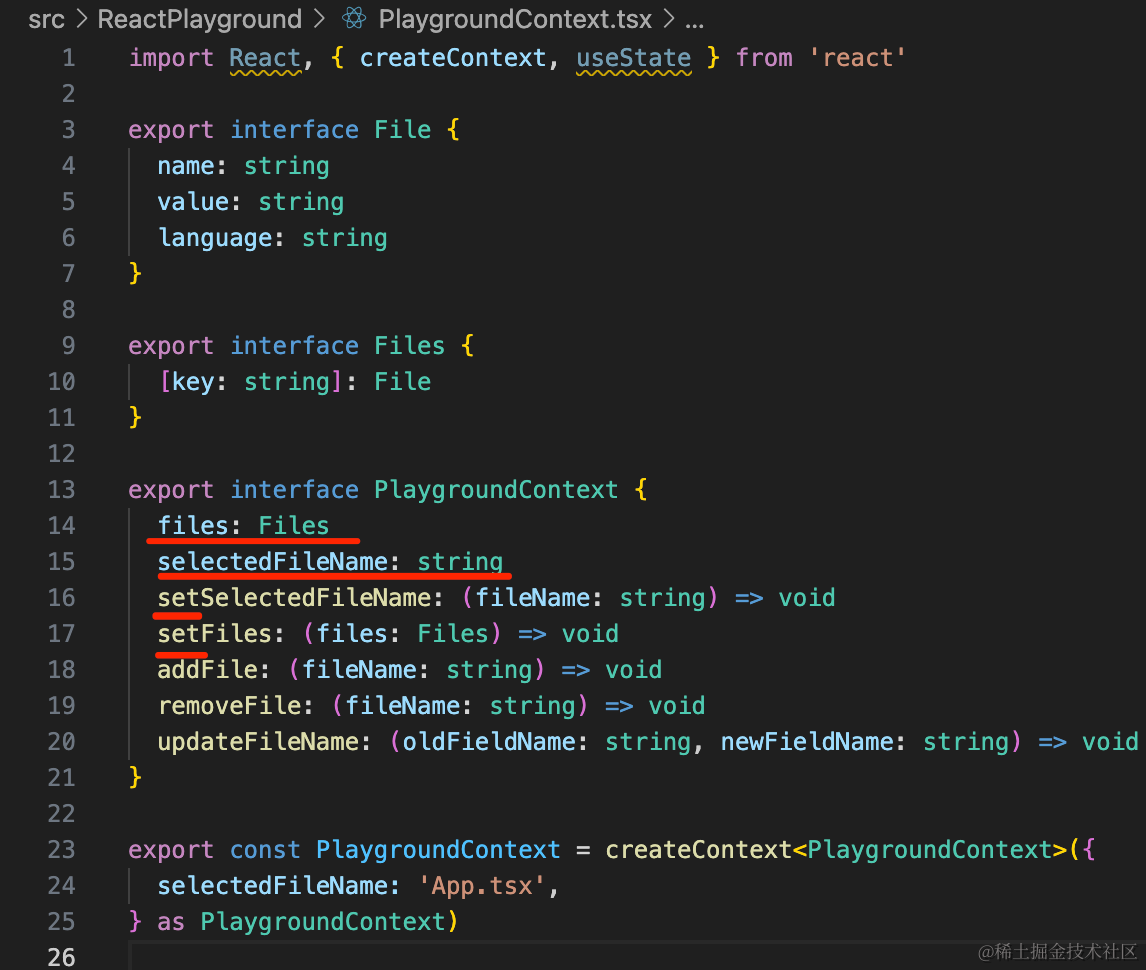 src > ReactPlayground > PlaygroundContext.tsx > ...
1 import React, { createContext, useState } from 'react'
2
3 export interface File {
4   name: string
5   value: string
6   language: string
7 }
8
9 export interface Files {
10   [key: string]: File
11 }
12
13 export interface PlaygroundContext {
14   files: Files
15   selectedFileName: string
16   setSelectedFileName: (fileName: string) => void
17   setFiles: (files: Files) => void
18   addFile: (fileName: string) => void
19   removeFile: (fileName: string) => void
20   updateFileName: (oldFieldName: string, newFieldName: string) => void
21 }
22
23 export const PlaygroundContext = createContext<PlaygroundContext>({
24   selectedFileName: 'App.tsx',
25 } as PlaygroundContext)
26
@稀土掘金技术社区